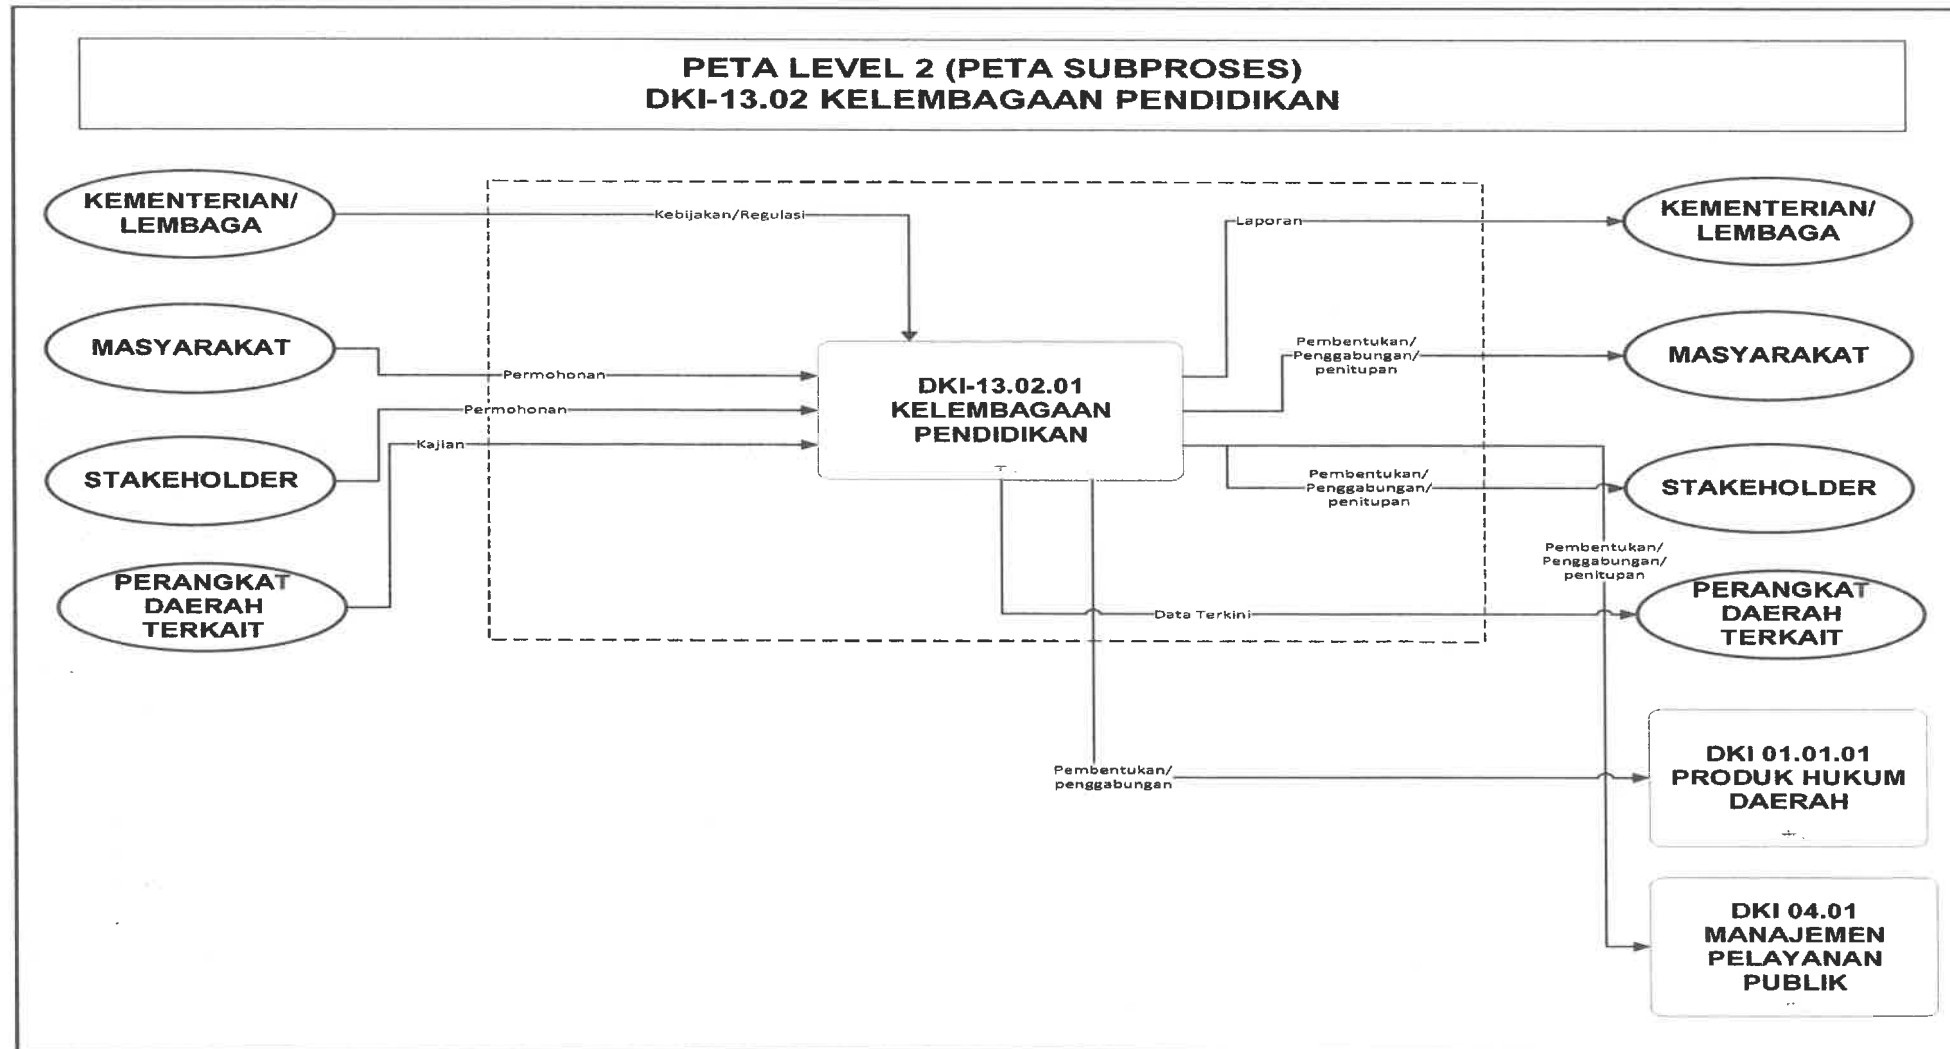 PETA LEVEL 2 (PETA SUBPROSES)
DKI-13.02 KELEMBAGAAN PENDIDIKAN
KEMENTERIAN/
LEMBAGA
Kebijakan/Regulasi
Laporan
KEMENTERIAN/
LEMBAGA
MASYARAKAT
Permohonan
DKI-13.02.01
KELEMBAGAAN
PENDIDIKAN
Pembentukan/
Penggabungan/
penitupan
MASYARAKAT
STAKEHOLDER
Permohonan
Pembentukan/
Penggabungan/
penitupan
STAKEHOLDER
PERANGKAT
DAERAH
TERKAIT
Kajian
Pembentukan/
Penggabungan/
penitupan
Data Terkini
PERANGKAT
DAERAH
TERKAIT
Pembentukan/
penggabungan
DKI 01.01.01
PRODUK HUKUM
DAERAH
DKI 04.01
MANAJEMEN
PELAYANAN
PUBLIK